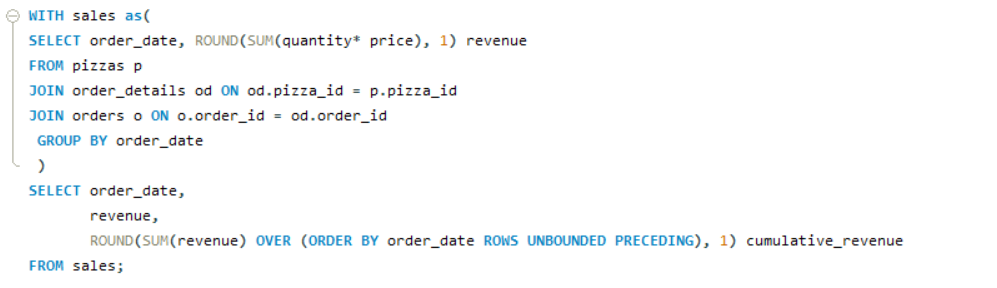 WITH sales as(
SELECT order_date, ROUND(SUM(quantity* price), 1) revenue
FROM pizzas p
JOIN order_details od ON od.pizza_id = p.pizza_id
JOIN orders o ON o.order_id = od.order_id
GROUP BY order_date
)
SELECT order_date,
revenue,
ROUND(SUM(revenue) OVER (ORDER BY order_date ROWS UNBOUNDED PRECEDING), 1) cumulative_revenue
FROM sales;